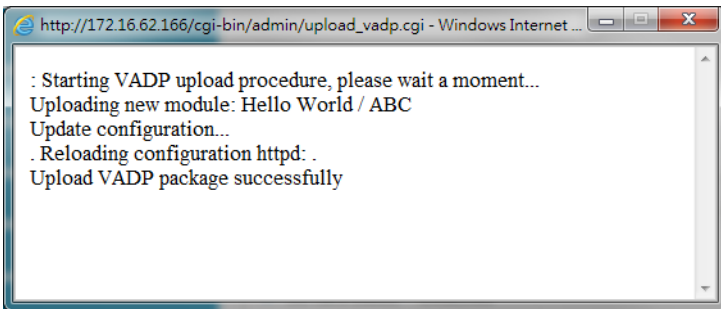 http://172.16.62.166/cgi-bin/admin/upload_vadp.cgi - Windows Internet ...
: Starting VADP upload procedure, please wait a moment...
Uploading new module: Hello World / ABC
Update configuration...
. Reloading configuration httpd: .
Upload VADP package successfully